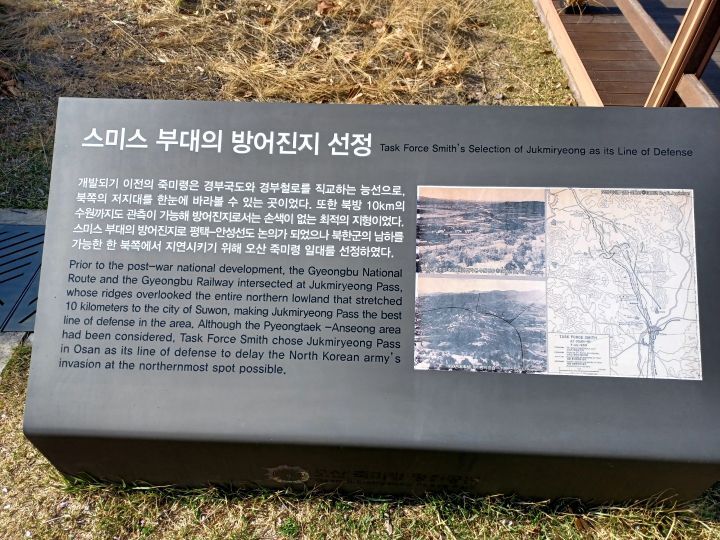 스미스 부대의 방어진지 선정
Task Force Smith's Selection of Jukmiryeong as its Line of Defense
개발되기 이전의 죽미령은 경부국도와 경부철로를 직교하는 능선으로,
북쪽의 저지대를 한눈에 바라볼 수 있는 곳이었다. 또한 북방 10km의
수원까지도 관측이 가능해 방어진지로서는 손색이 없는 최적의 지형이었다.
스미스 부대의 방어진지로 평택-안성선도 논의가 되었으나 북한군의 남하를
가능한 한 북쪽에서 지연시키기 위해 오산 죽미령 일대를 선정하였다.
Prior to the post-war national development, the Gyeongbu National
Route and the Gyeongbu Railway intersected at Jukmiryeong Pass,
whose ridges overlooked the entire northern lowland that stretched
10 kilometers to the city of Suwon, making Jukmiryeong Pass the best
line of defense in the area. Although the Pyeongtaek -Anseong area
had been considered, Task Force Smith chose Jukmiryeong Pass
in Osan as its line of defense to delay the North Korean army's
invasion at the northernmost spot possible.
TASK FORCE SMITH